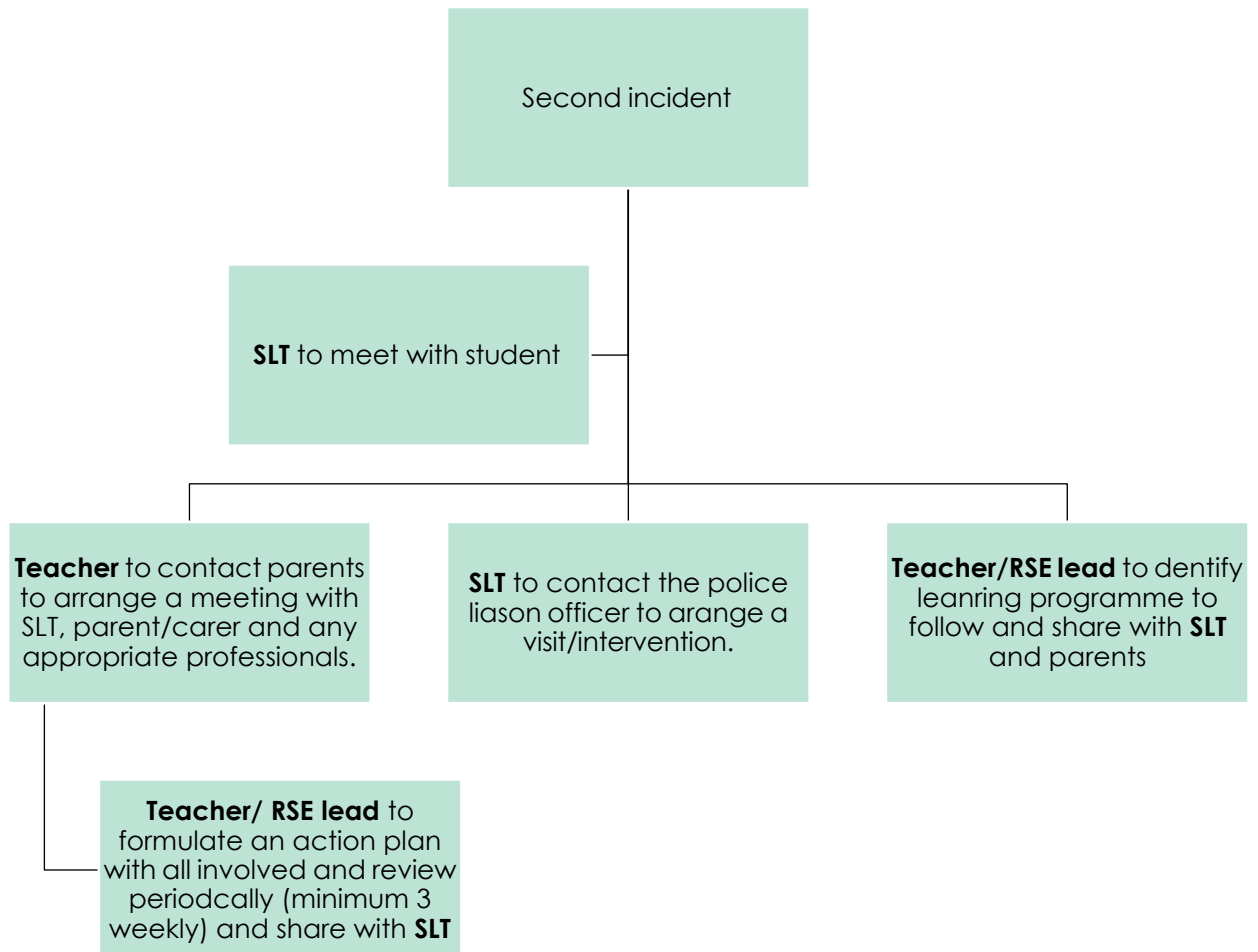 Second incident
SLT to meet with student
Teacher to contact parents
to arrange a meeting with
SLT, parent/carer and any
appropriate professionals.
SLT to contact the police
liason officer to arange a
visit/intervention.
Teacher/RSE lead to dentify
leanring programme to
follow and share with SLT
and parents
Teacher/ RSE lead to
formulate an action plan
with all involved and review
periodcally (minimum 3
weekly) and share with SLT